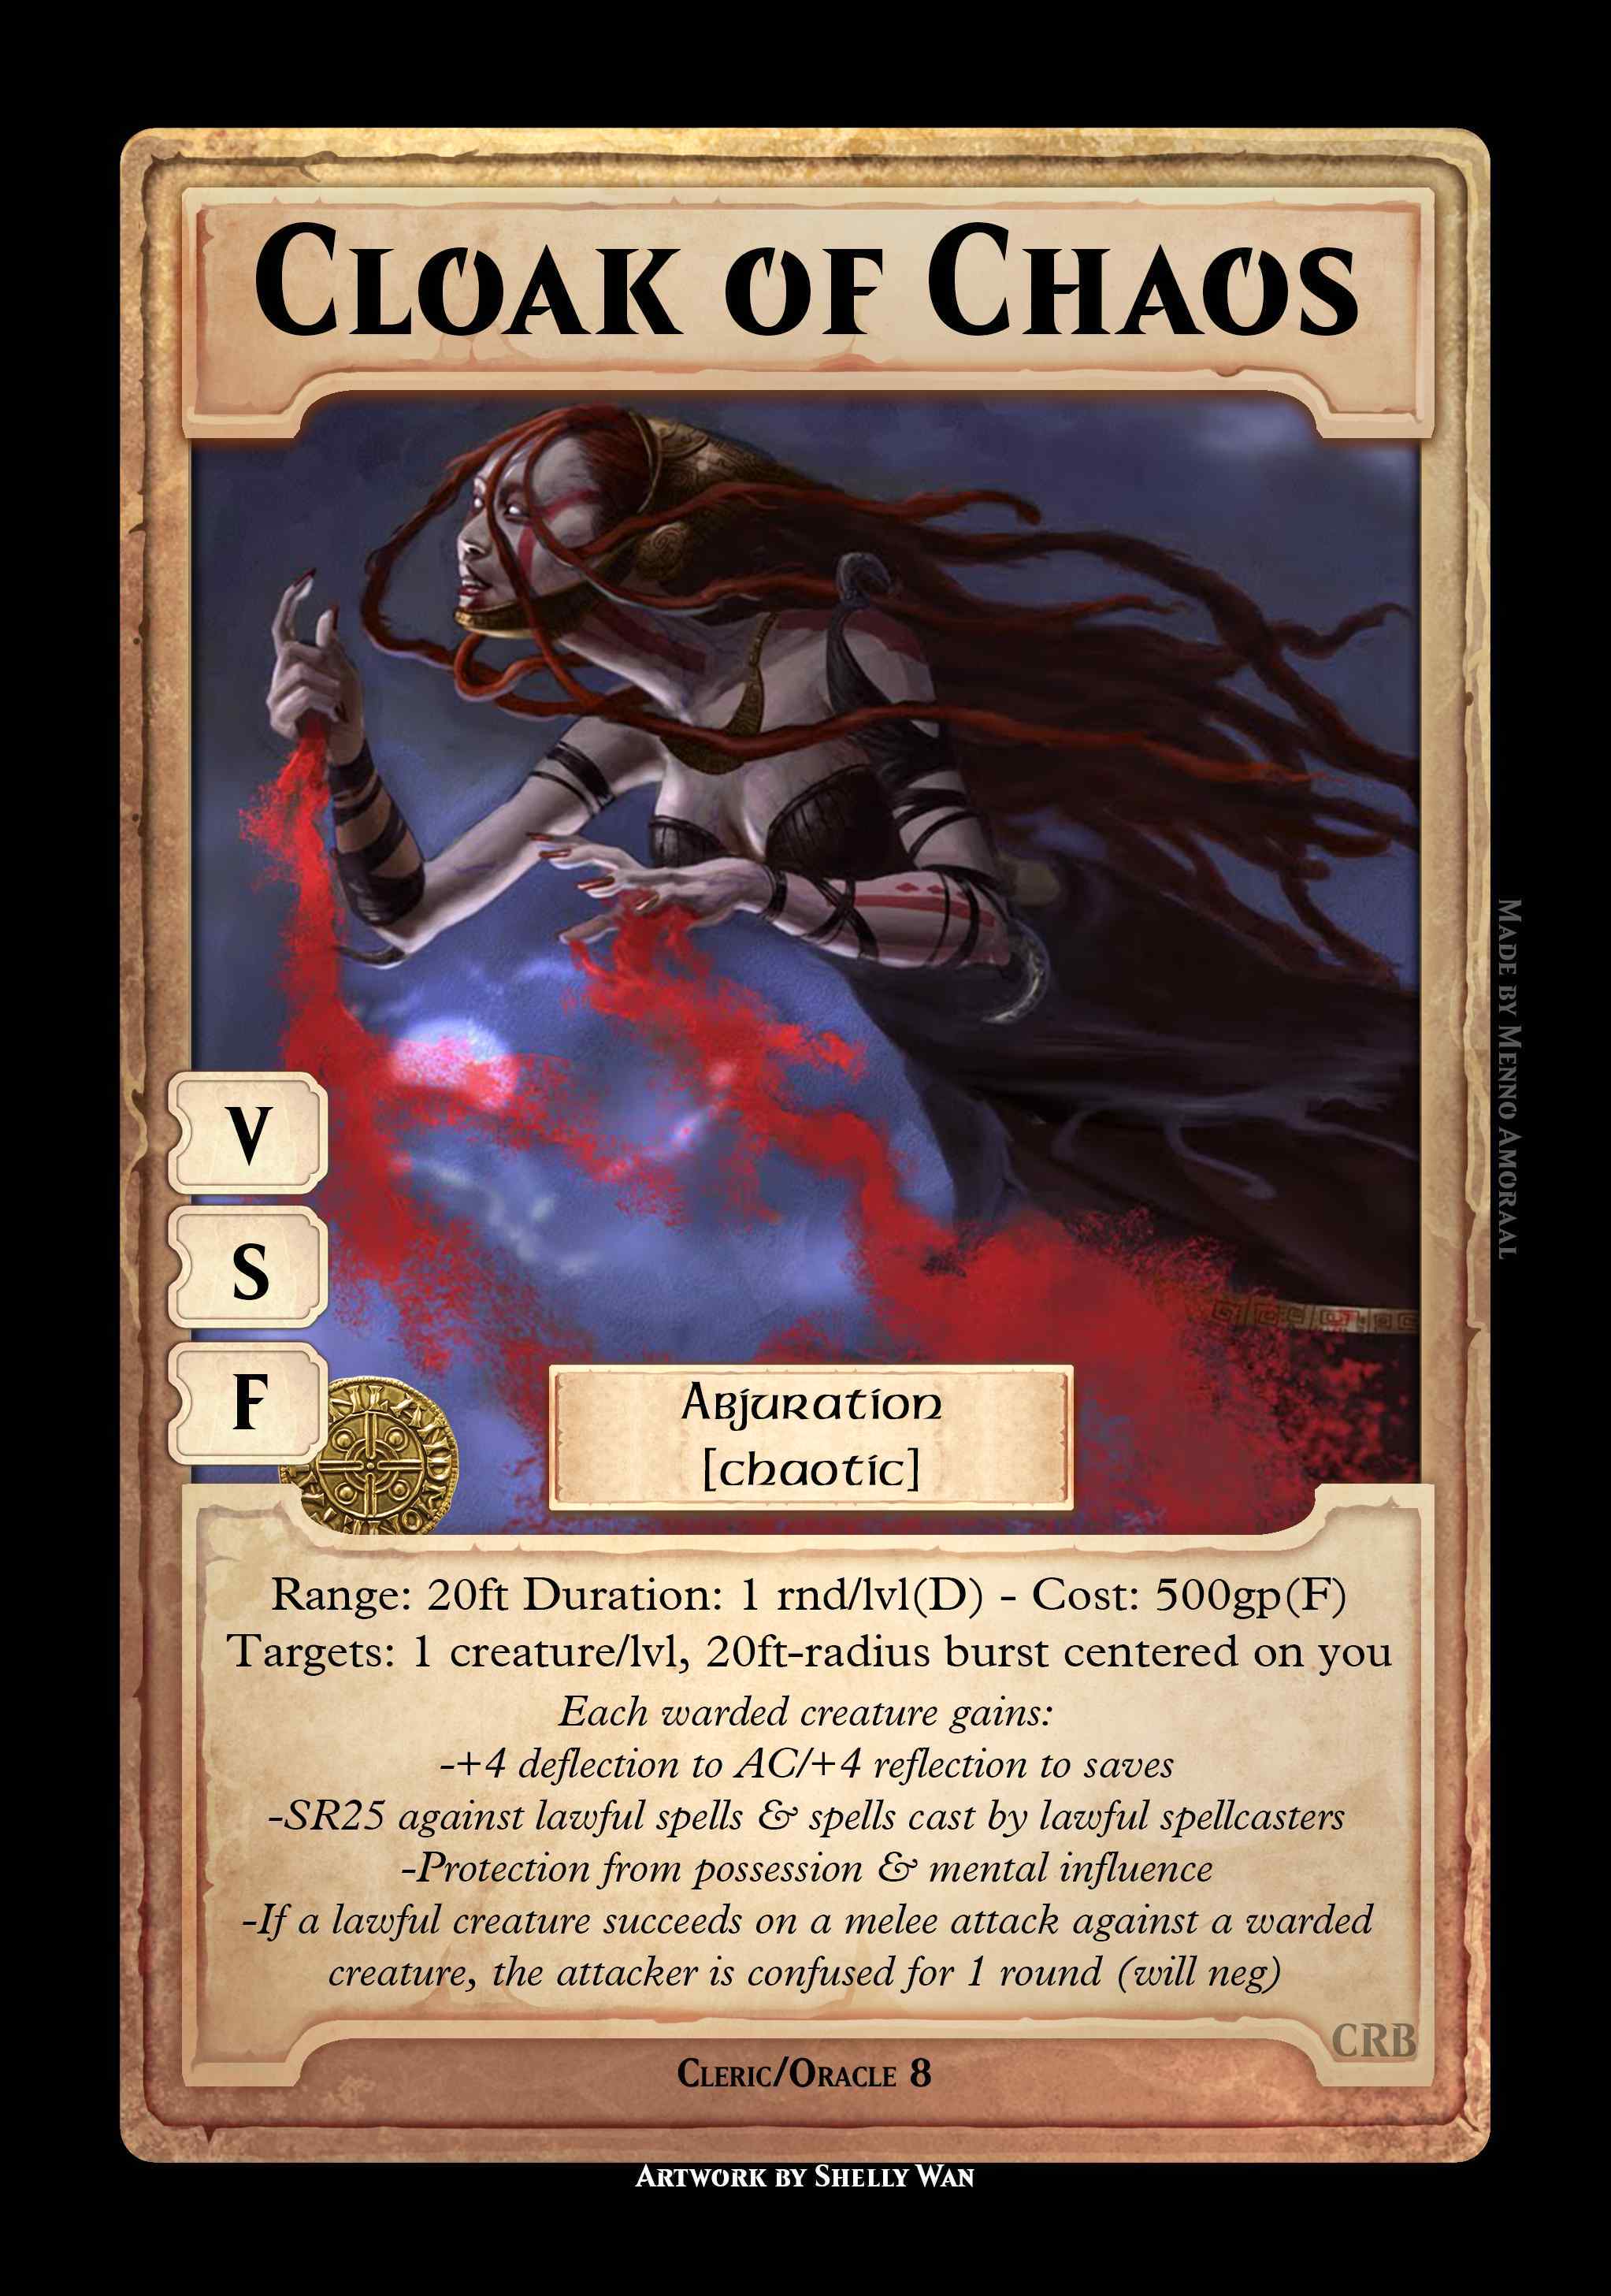 Cloak of Chaos
V
S
F
Abjuration
[chaotic]
Range: 20ft Duration: 1 rnd/lvl(D) - Cost: 500gp(F)
Targets: 1 creature/lvl, 20ft-radius burst centered on you
Each warded creature gains:
-+4 deflection to AC/+4 reflection to saves
-SR25 against lawful spells & spells cast by lawful spellcasters
-Protection from possession & mental influence
-If a lawful creature succeeds on a melee attack against a warded
creature, the attacker is confused for 1 round (will neg)
CRB
Cleric/Oracle 8
Artwork by Shelly Wan
Made by Menno Amoraal